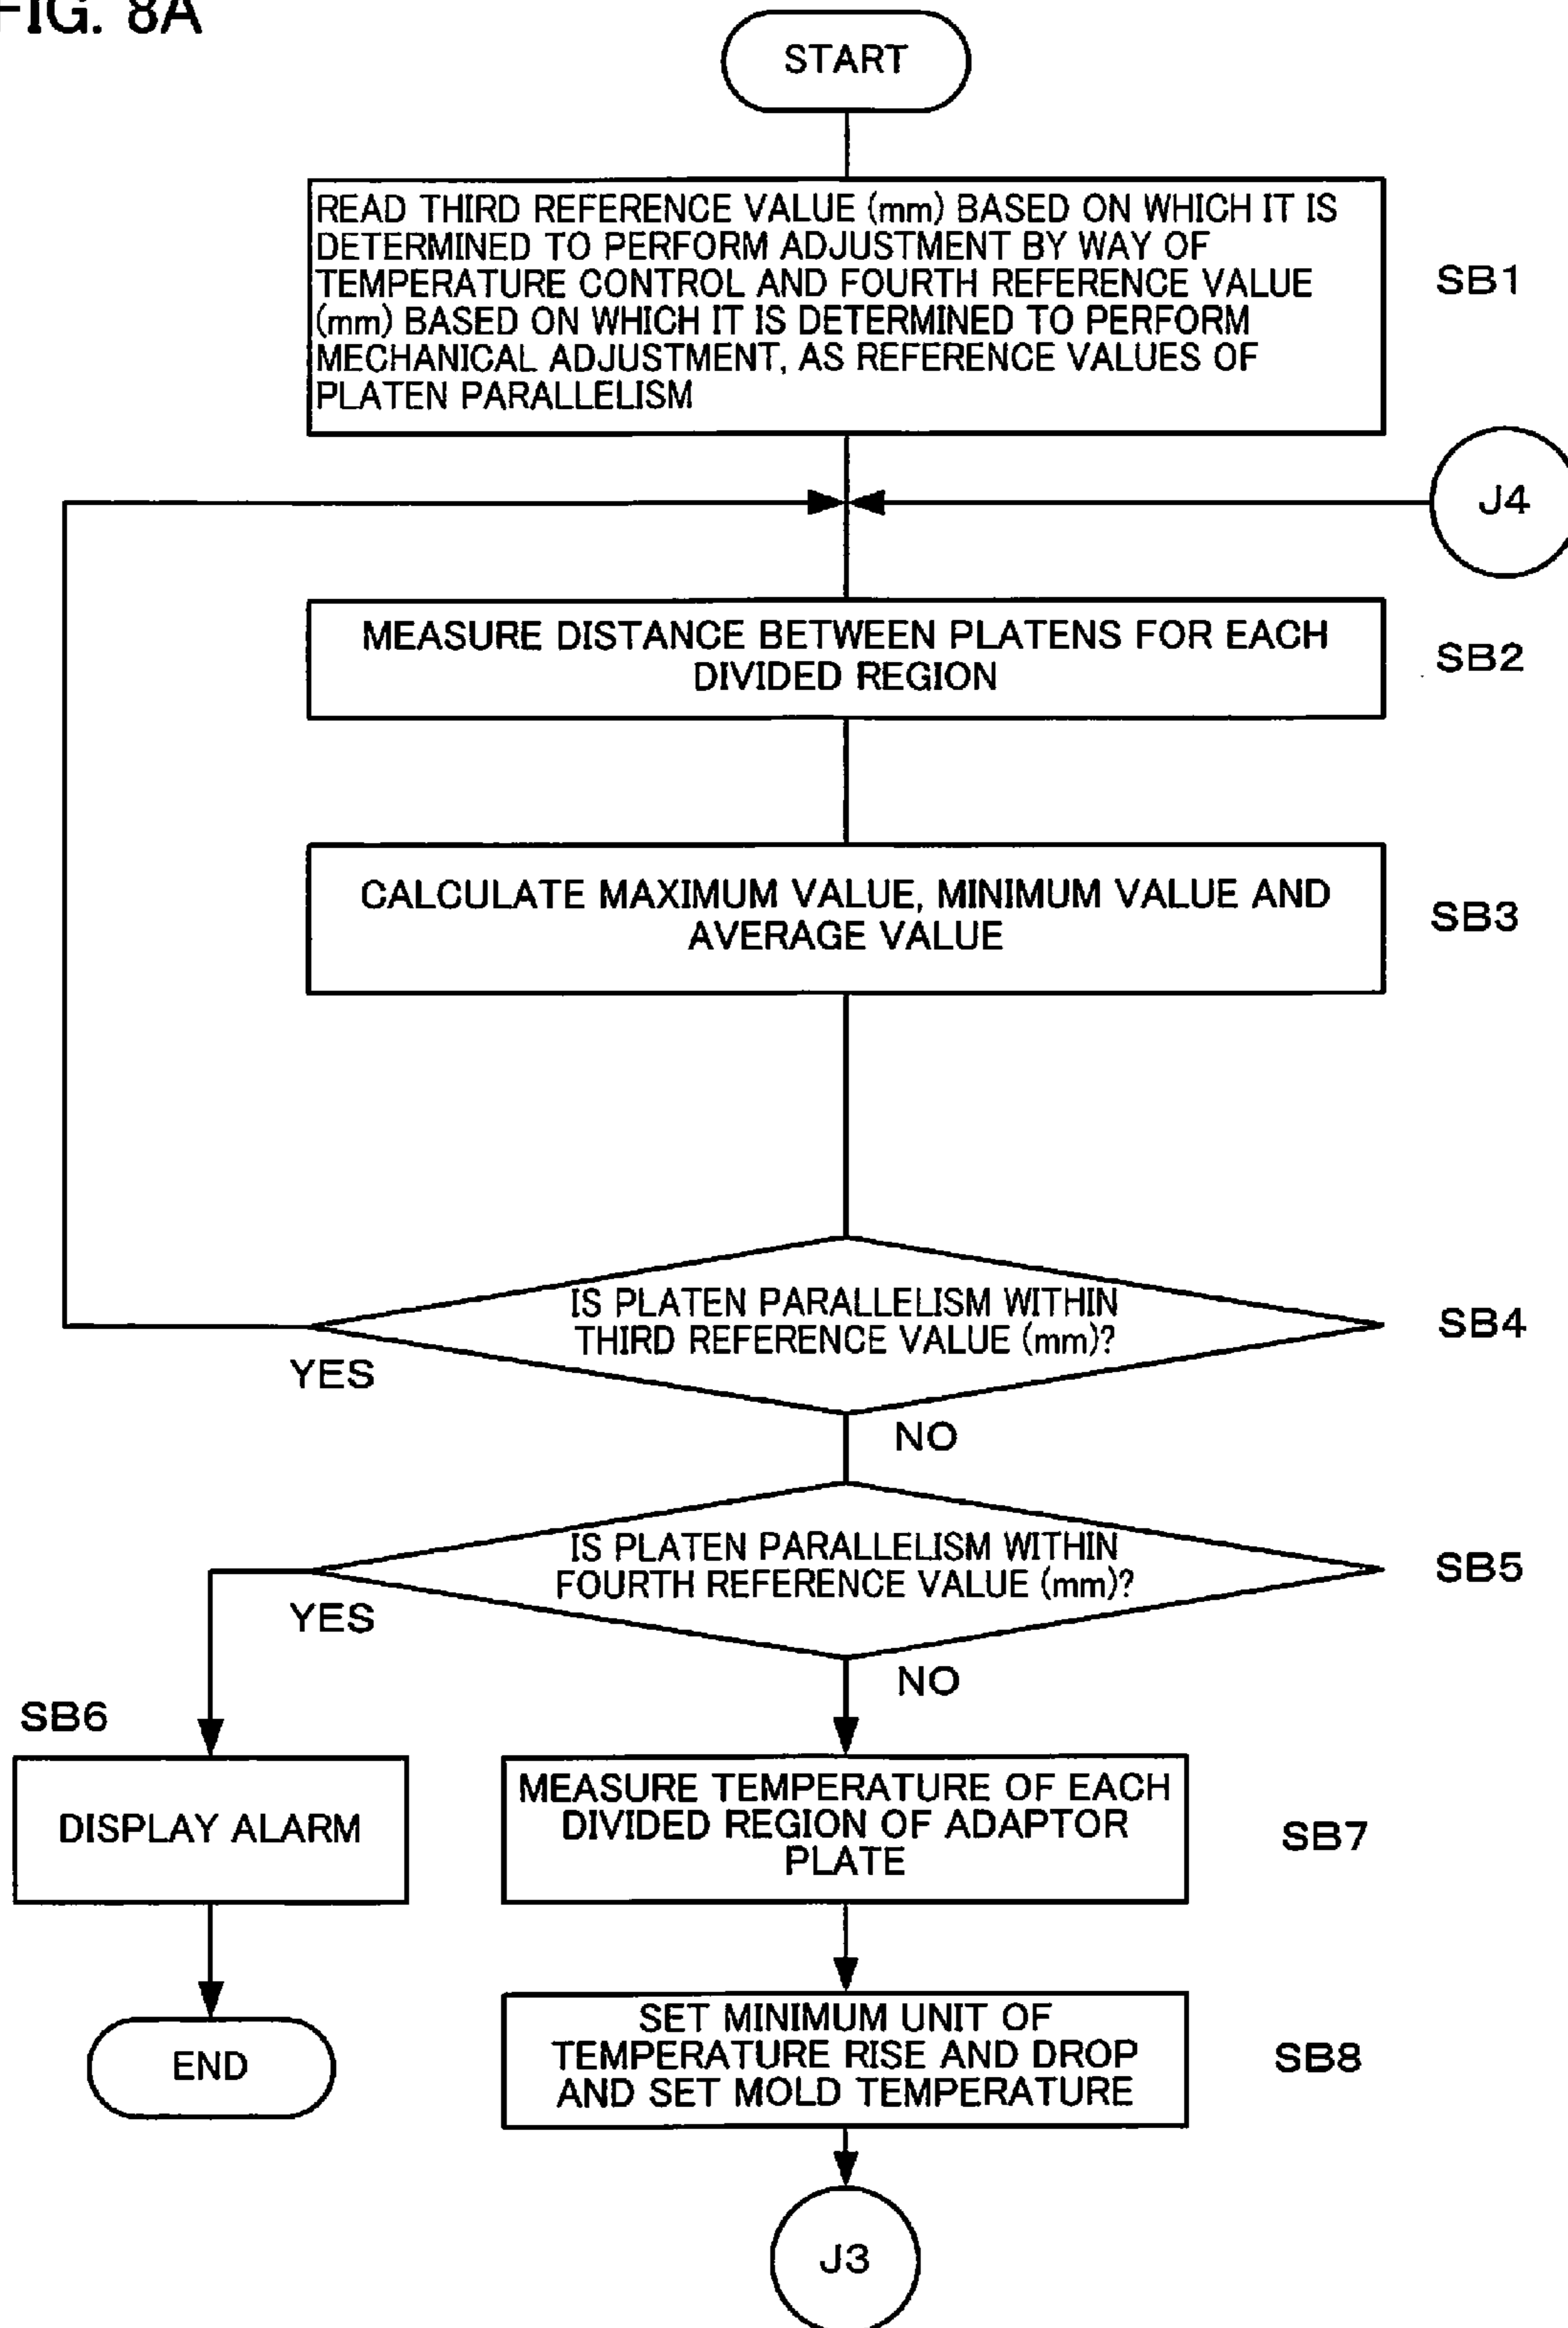 FIG. 8A
START
READ THIRD REFERENCE VALUE (mm) BASED ON WHICH IT IS
DETERMINED TO PERFORM ADJUSTMENT BY WAY OF
TEMPERATURE CONTROL AND FOURTH REFERENCE VALUE
(mm) BASED ON WHICH IT IS DETERMINED TO PERFORM
MECHANICAL ADJUSTMENT, AS REFERENCE VALUES OF
PLATEN PARALLELISM
SB1
J4
MEASURE DISTANCE BETWEEN PLATENS FOR EACH
DIVIDED REGION
SB2
CALCULATE MAXIMUM VALUE, MINIMUM VALUE AND
AVERAGE VALUE
SB3
IS PLATEN PARALLELISM WITHIN
THIRD REFERENCE VALUE (mm)?
SB4
YES
NO
IS PLATEN PARALLELISM WITHIN
FOURTH REFERENCE VALUE (mm)?
SB5
YES
NO
SB6
DISPLAY ALARM
MEASURE TEMPERATURE OF EACH
DIVIDED REGION OF ADAPTOR
PLATE
SB7
END
SET MINIMUM UNIT OF
TEMPERATURE RISE AND DROP
AND SET MOLD TEMPERATURE
SB8
J3